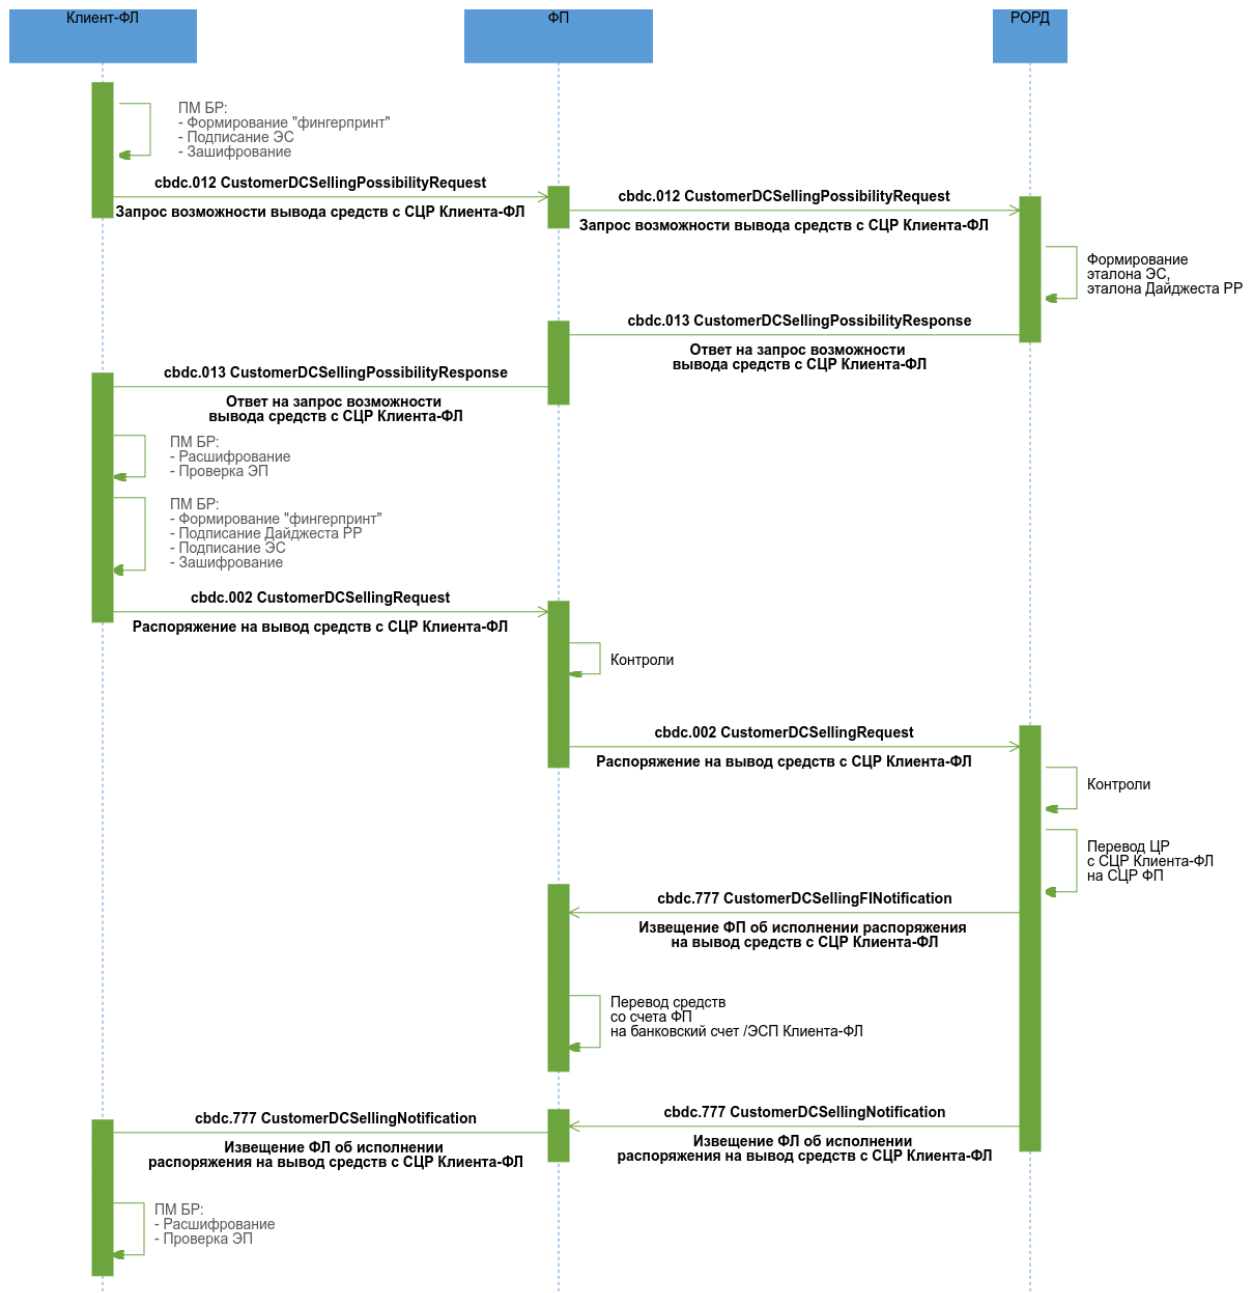 Клиент-ФЛ
ФП
РОРД
ПМ БР:
- Формирование "фингерпринт"
- Подписание ЭС
- Зашифрование
cbdc.012 CustomerDCSellingPossibilityRequest
Запрос возможности вывода средств с СЦР Клиента-ФЛ
cbdc.012 CustomerDCSellingPossibilityRequest
Запрос возможности вывода средств с СЦР Клиента-ФЛ
Формирование
эталона ЭС,
эталона Дайджеста РР
cbdc.013 CustomerDCSellingPossibilityResponse
Ответ на запрос возможности
вывода средств с СЦР Клиента-ФЛ
cbdc.013 CustomerDCSellingPossibilityResponse
Ответ на запрос возможности
вывода средств с СЦР Клиента-ФЛ
ПМ БР:
- Расшифрование
- Проверка ЭП
ПМ БР:
- Формирование "фингерпринт"
- Подписание Дайджеста РР
- Подписание ЭС
- Зашифрование
cbdc.002 CustomerDCSellingRequest
Распоряжение на вывод средств с СЦР Клиента-ФЛ
Контроли
cbdc.002 CustomerDCSellingRequest
Распоряжение на вывод средств с СЦР Клиента-ФЛ
Контроли
Перевод ЦР
с СЦР Клиента-ФЛ
на СЦР ФП
cbdc.777 CustomerDCSellingFINotification
Извещение ФП об исполнении распоряжения
на вывод средств с СЦР Клиента-ФЛ
Перевод средств
со счета ФП
на банковский счет /ЭСП Клиента-ФЛ
cbdc.777 CustomerDCSellingNotification
Извещение ФЛ об исполнении
распоряжения на вывод средств с СЦР Клиента-ФЛ
cbdc.777 CustomerDCSellingNotification
Извещение ФЛ об исполнении
распоряжения на вывод средств с СЦР Клиента-ФЛ
ПМ БР:
- Расшифрование
- Проверка ЭП